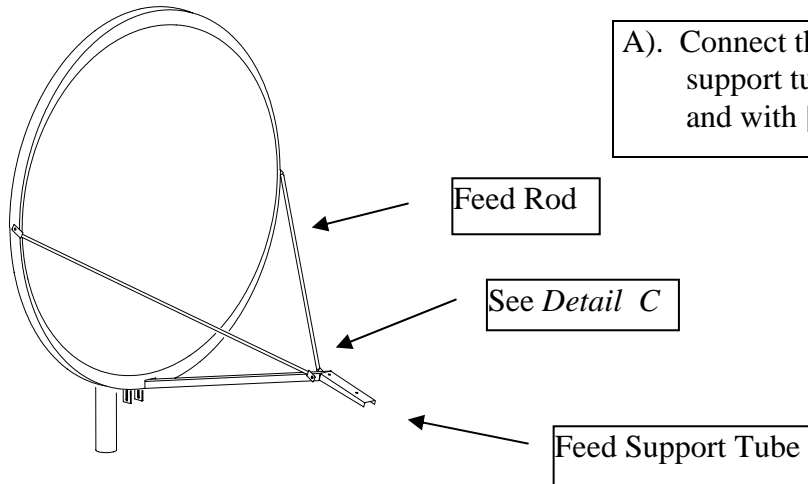 A). Connect th
support tu
and with
Feed Rod
See Detail C
Feed Support Tube